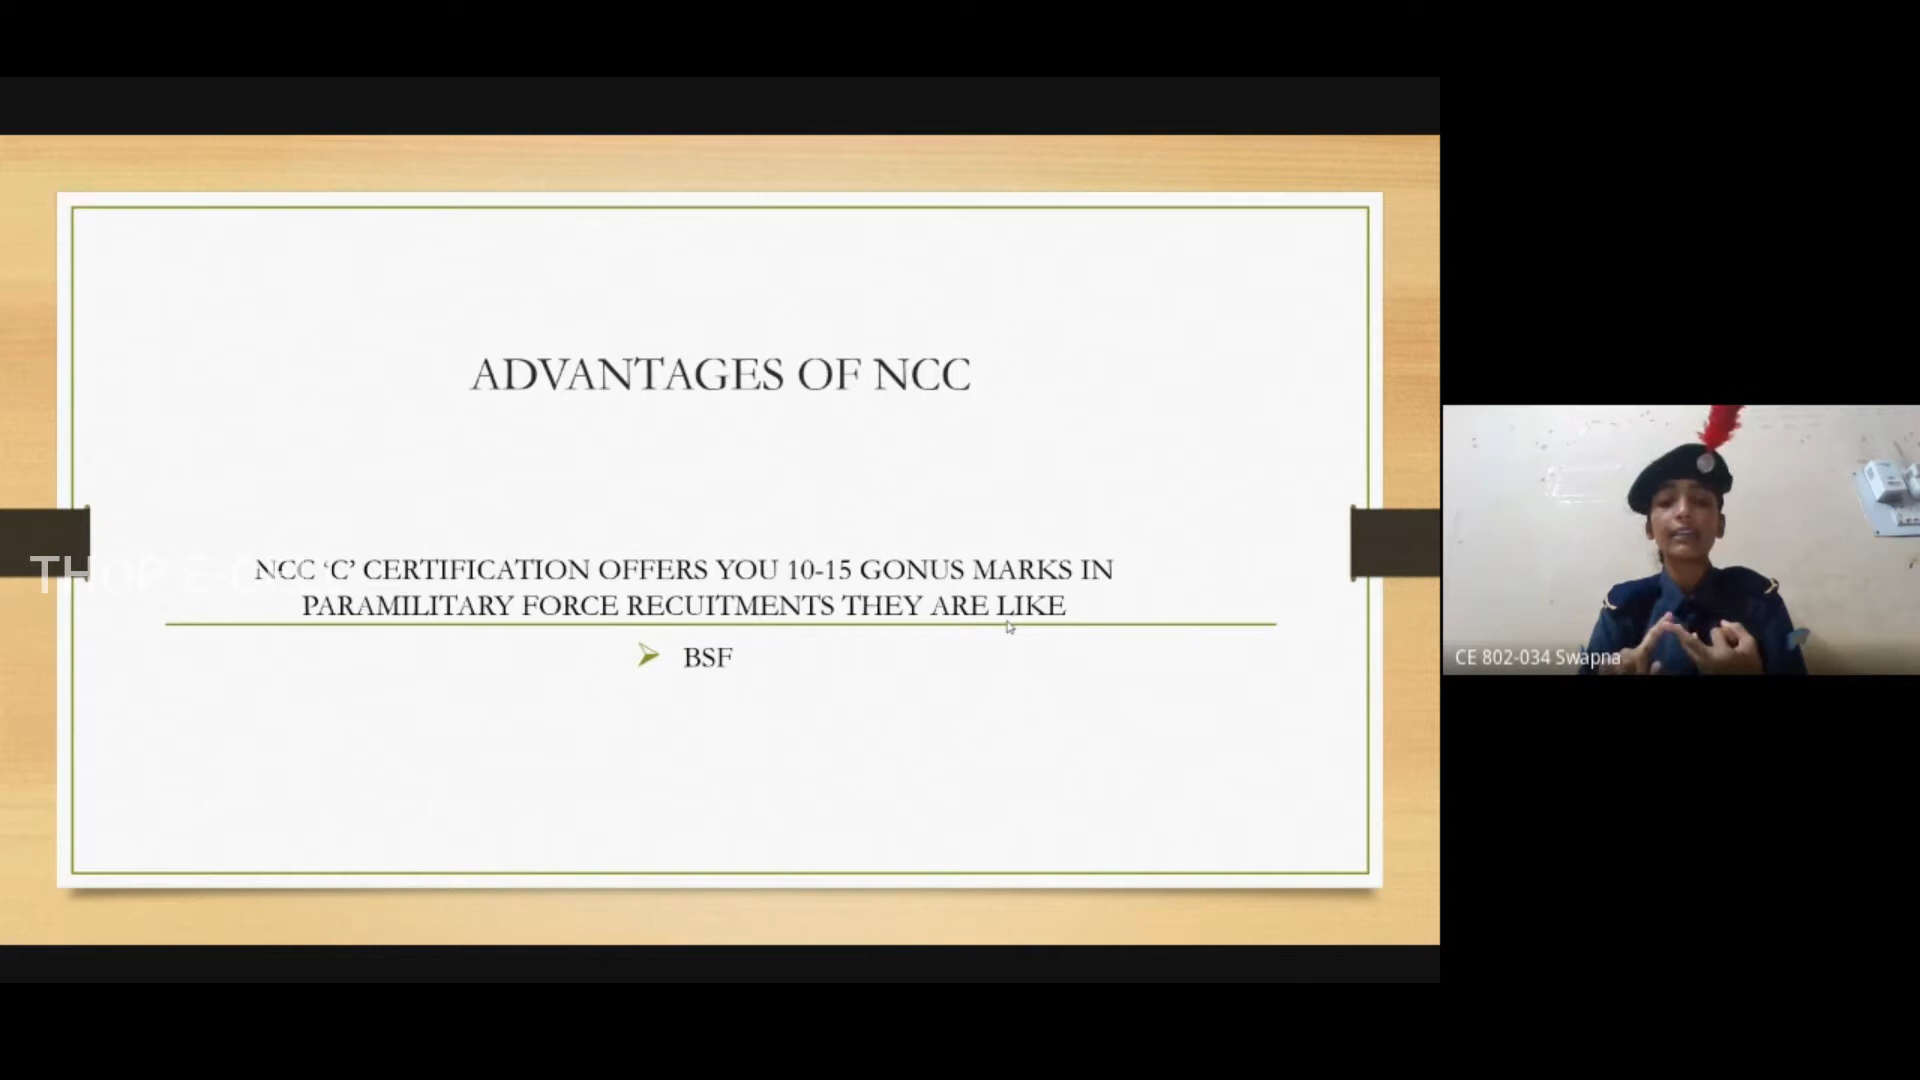 ADVANTAGES OF NCC
NCC ‘C’ CERTIFICATION OFFERS YOU 10-15 GONUS MARKS IN
PARAMILITARY FORCE RECUITMENTS THEY ARE LIKE
BSF
CE 802-034 Swapna